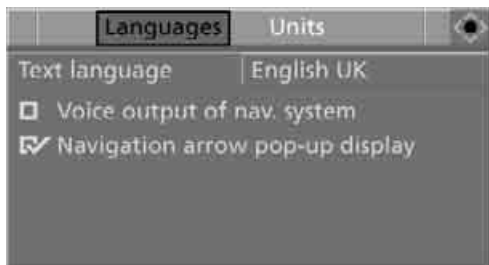 Languages Units
Text language English UK
Voice output of nav. system
Navigation arrow pop-up display